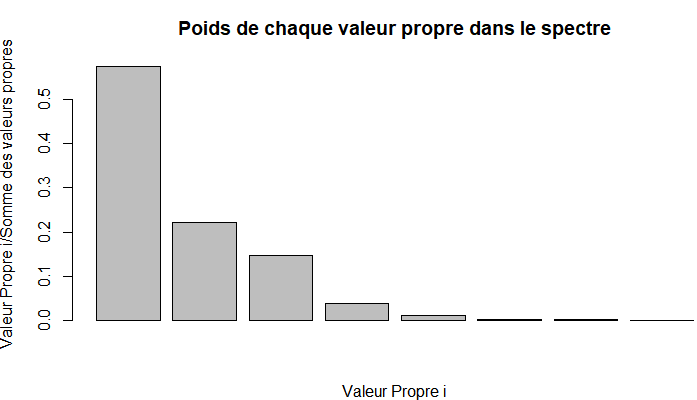 Poids de chaque valeur propre dans le spectre
Valeur Propre i/Somme des valeurs propres
0.5
0.4
0.3
0.2
0.1
0.0
Valeur Propre i